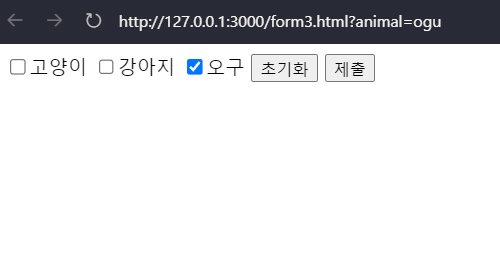 http://127.0.0.1:3000/form3.html?animal=ogu
고양이 강아지 오구 초기화 제출